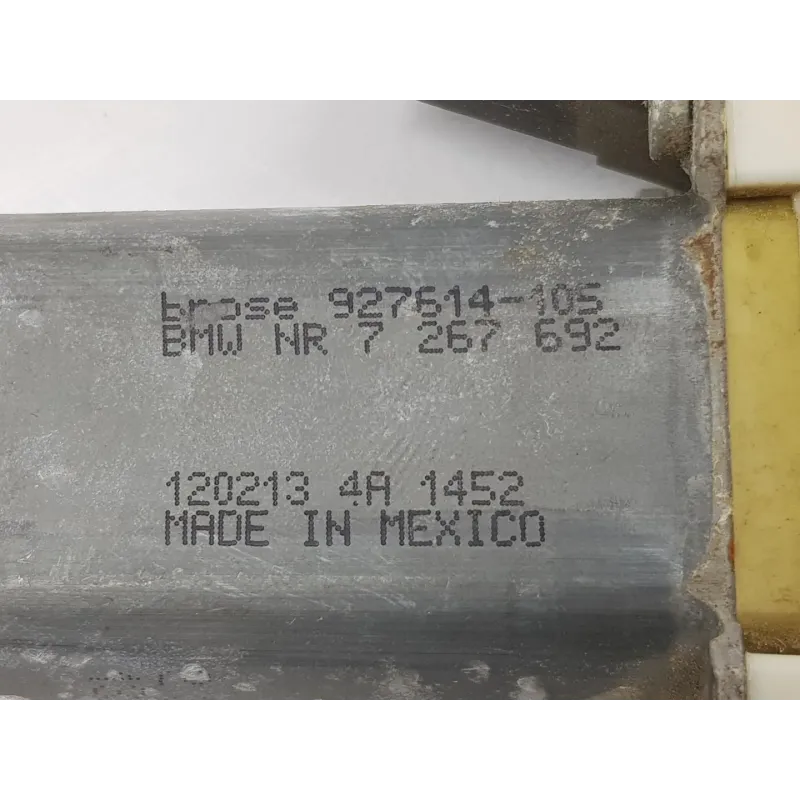 brose 927614-105
BMW NR 7 267 692
120213 4A 1452
MADE IN MEXICO